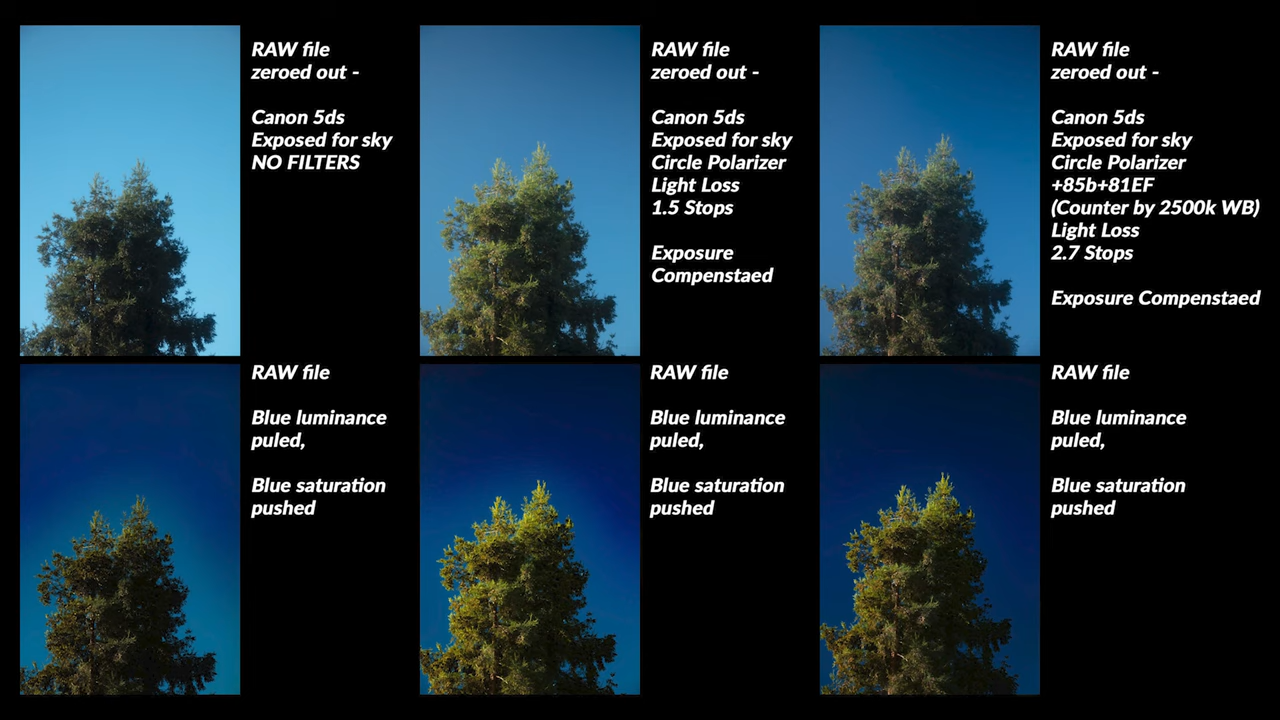 RAW file
zeroed out -
Canon 5ds
Exposed for sky
NO FILTERS
RAW file
zeroed out -
Canon 5ds
Exposed for sky
Circle Polarizer
Light Loss
1.5 Stops
Exposure
Compenstaed
RAW file
zeroed out -
Canon 5ds
Exposed for sky
Circle Polarizer
+85b+81EF
(Counter by 2500k WB)
Light Loss
2.7 Stops
Exposure Compenstaed
RAW file
Blue luminance
puled,
Blue saturation
pushed
RAW file
Blue luminance
puled,
Blue saturation
pushed
RAW file
Blue luminance
puled,
Blue saturation
pushed